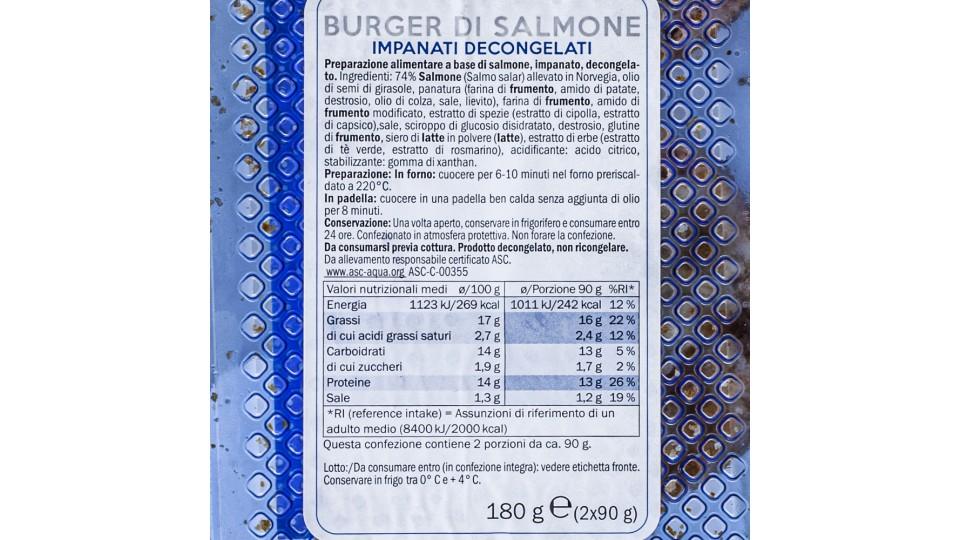 BURGER DI SALMONE
IMPANATI DECONGELATI
Preparazione alimentare a base di salmone, impanato, decongela-
to. Ingredienti: 74% Salmone (Salmo salar) allevato in Norvegia, olio
di semi di girasole, panatura (farina di frumento, amido di patate,
destrosio, olio di colza, sale, lievito), farina di frumento, amido di
frumento modificato, estratto di spezie (estratto di cipolla, estratto
di capsico),sale, sciroppo di glucosio disidratato, destrosio, glutine
di frumento, siero di latte in polvere (latte), estratto di erbe (estratto
di tè verde, estratto di rosmarino), acidificante: acido citrico,
stabilizzante: gomma di xanthan.
Preparazione: In forno: cuocere per 6-10 minuti nel forno preriscal-
dato a 220°C.
In padella: cuocere in una padella ben calda senza aggiunta di olio
per 8 minuti.
Conservazione: Una volta aperto, conservare in frigorifero e consumare entro
24 ore. Confezionato in atmosfera protettiva. Non forare la confezione.
Da consumarsi previa cottura. Prodotto decongelato, non ricongelare.
Da allevamento responsabile certificato ASC.
www.asc-aqua.org ASC-C-00355
Valori nutrizionali medi ø/100 g ø/Porzione 90 g %RI*
Energia 1123 kJ/269 kcal 1011 kJ/242 kcal 12 %
Grassi 17 g 16 g 22 %
di cui acidi grassi saturi 2,7 g 2,4 g 12 %
Carboidrati 14 g 13 g 5 %
di cui zuccheri 1,9 g 1,7 g 2 %
Proteine 14 g 13 g 26 %
Sale 1,3 g 1,2 g 19 %
*RI (reference intake) = Assunzioni di riferimento di un
adulto medio (8400 kJ/2000 kcal)
Questa confezione contiene 2 porzioni da ca. 90 g.
Lotto:/Da consumare entro (in confezione integra): vedere etichetta fronte.
Conservare in frigo tra 0° C e + 4° C.
180 g e (2x90 g)